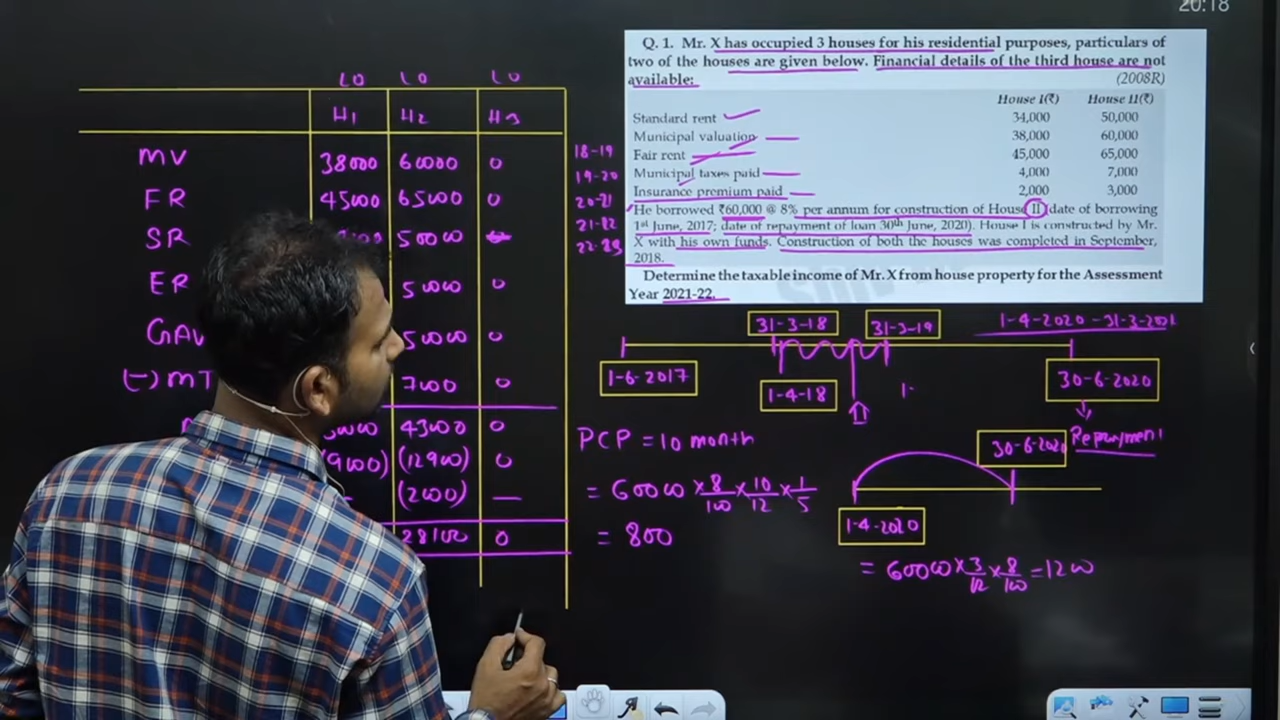 20:18
LO LO LO
H1 H2 H3
MV 38000 60000 0
FR 45000 65000 0
SR 50000
ER 50000 0
GAV 50000 0
(-) MT 7000 0
43000 0
(9900) (12900) 0
— (2000) —
28100 0
18-19
19-20
20-21
21-22
22-23
Q. 1. Mr. X has occupied 3 houses for his residential purposes, particulars of
two of the houses are given below. Financial details of the third house are not
available: (2008R)
House I(₹) House II(₹)
Standard rent 34,000 50,000
Municipal valuation 38,000 60,000
Fair rent 45,000 65,000
Municipal taxes paid 4,000 7,000
Insurance premium paid 2,000 3,000
He borrowed ₹60,000 @ 8% per annum for construction of House II (date of borrowing
1st June, 2017; date of repayment of loan 30th June, 2020). House I is constructed by Mr.
X with his own funds. Construction of both the houses was completed in September,
2018.
Determine the taxable income of Mr. X from house property for the Assessment
Year 2021-22.
31-3-18 31-3-19 1-4-2020 - 31-3-2021
1-6-2017 1-4-18 1- 30-6-2020
Repayment
PCP = 10 month 30-6-2020
= 60000 × 8/100 × 10/12 × 1/5
= 800
1-4-2020
= 60000 × 3/12 × 8/100 = 1200